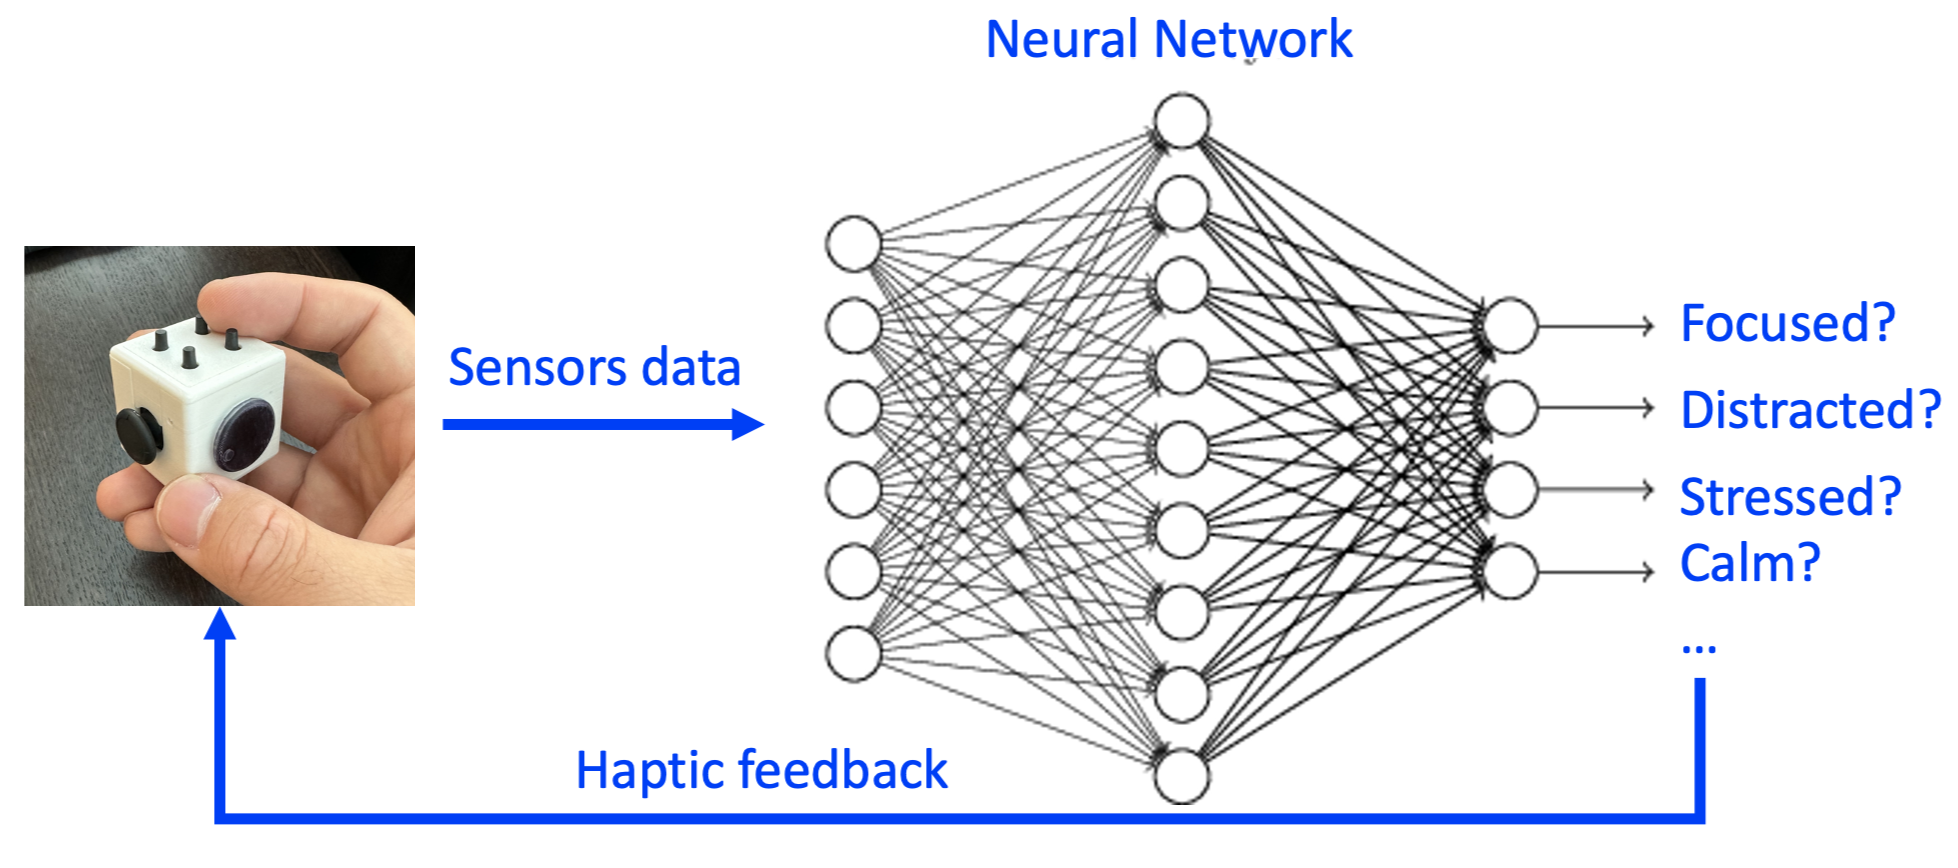 Neural Network
Sensors data
Focused?
Distracted?
Stressed?
Calm?
...
Haptic feedback